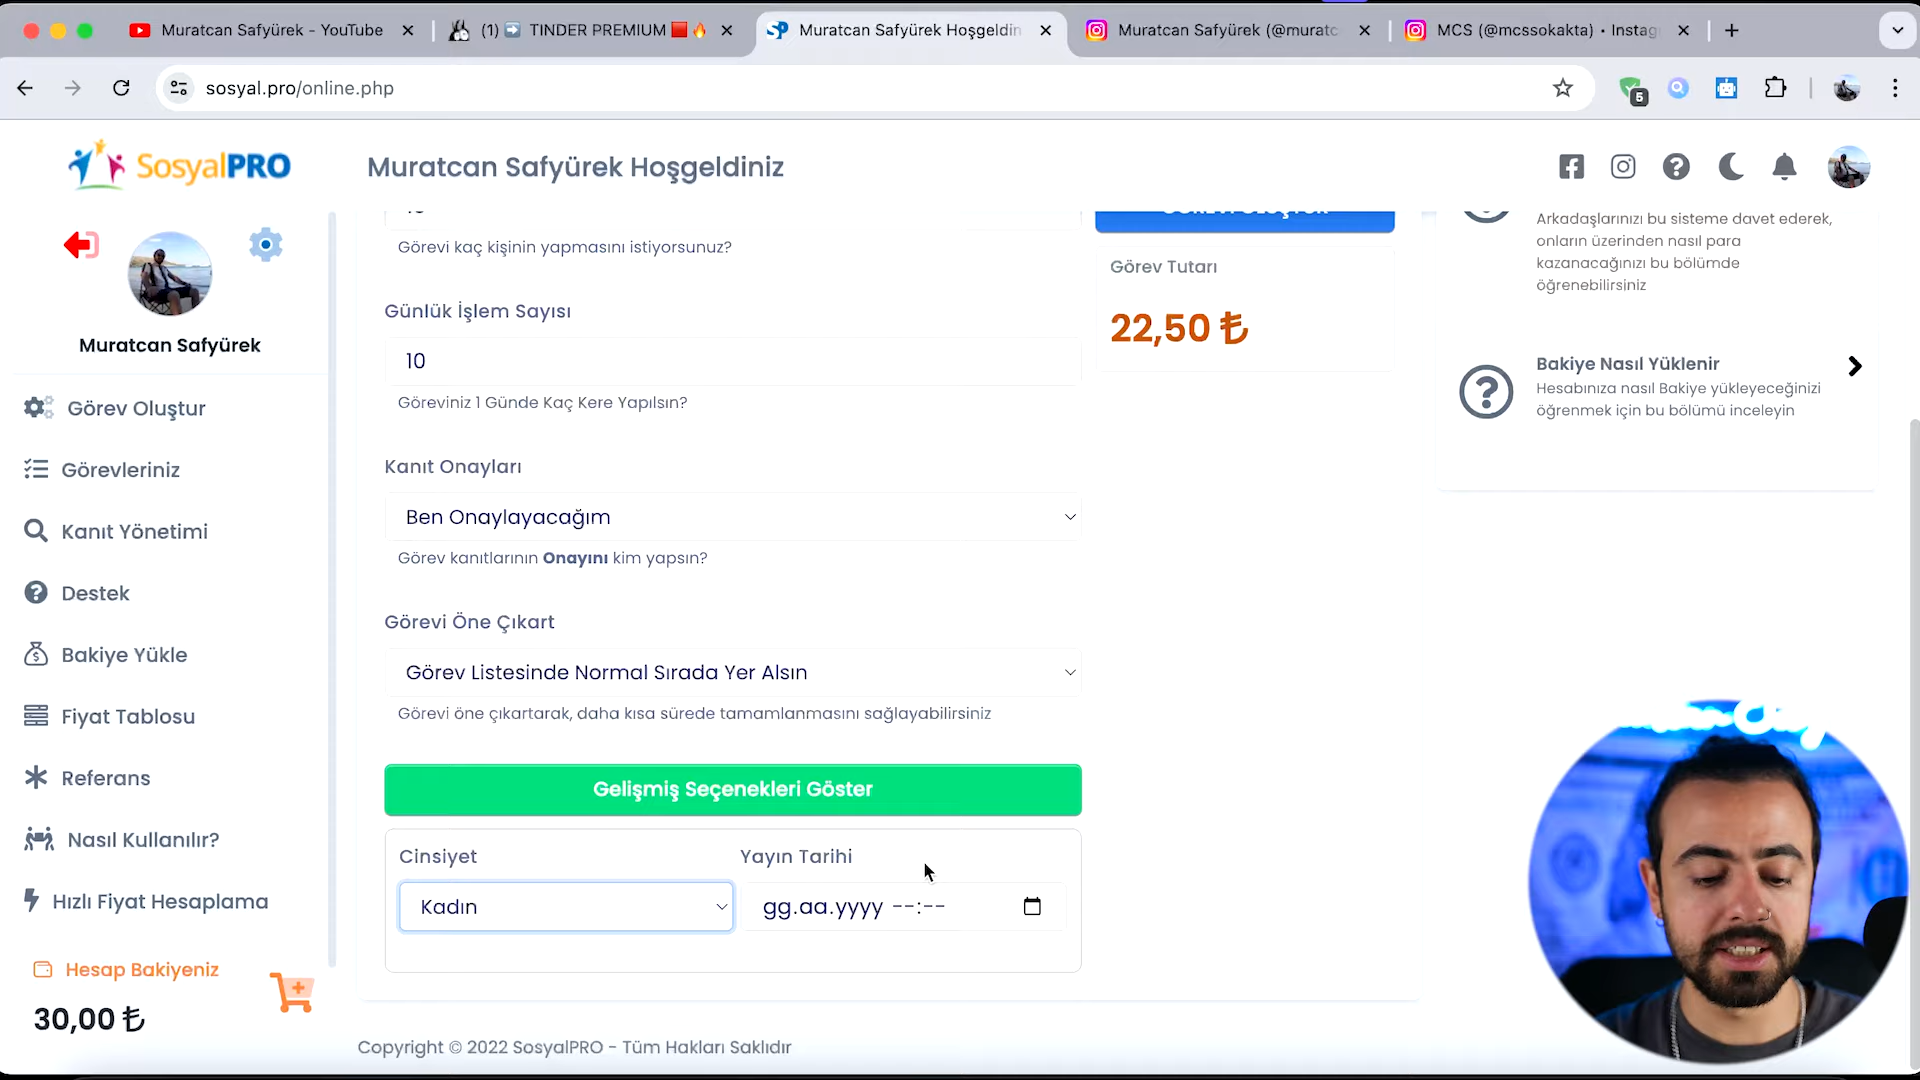 Muratcan Safyürek - YouTube
(1) TINDER PREMIUM
Muratcan Safyürek Hoşgeldin
Muratcan Safyürek (@muratc
MCS (@mcssokakta) • Instag
sosyal.pro/online.php
5
SosyalPRO
Muratcan Safyürek Hoşgeldiniz
Muratcan Safyürek
Görev Oluştur
Görevleriniz
Kanıt Yönetimi
Destek
Bakiye Yükle
Fiyat Tablosu
Referans
Nasıl Kullanılır?
Hızlı Fiyat Hesaplama
Hesap Bakiyeniz
30,00 ₺
Görevi kaç kişinin yapmasını istiyorsunuz?
Günlük İşlem Sayısı
10
Göreviniz 1 Günde Kaç Kere Yapılsın?
Kanıt Onayları
Ben Onaylayacağım
Görev kanıtlarının Onayını kim yapsın?
Görevi Öne Çıkart
Görev Listesinde Normal Sırada Yer Alsın
Görevi öne çıkartarak, daha kısa sürede tamamlanmasını sağlayabilirsiniz
Gelişmiş Seçenekleri Göster
Cinsiyet
Kadın
Yayın Tarihi
gg.aa.yyyy --:--
Görev Tutarı
22,50 ₺
Arkadaşlarınızı bu sisteme davet ederek,
onların üzerinden nasıl para
kazanacağınızı bu bölümde
öğrenebilirsiniz
Bakiye Nasıl Yüklenir
Hesabınıza nasıl Bakiye yükleyeceğinizi
öğrenmek için bu bölümü inceleyin
Copyright © 2022 SosyalPRO - Tüm Hakları Saklıdır